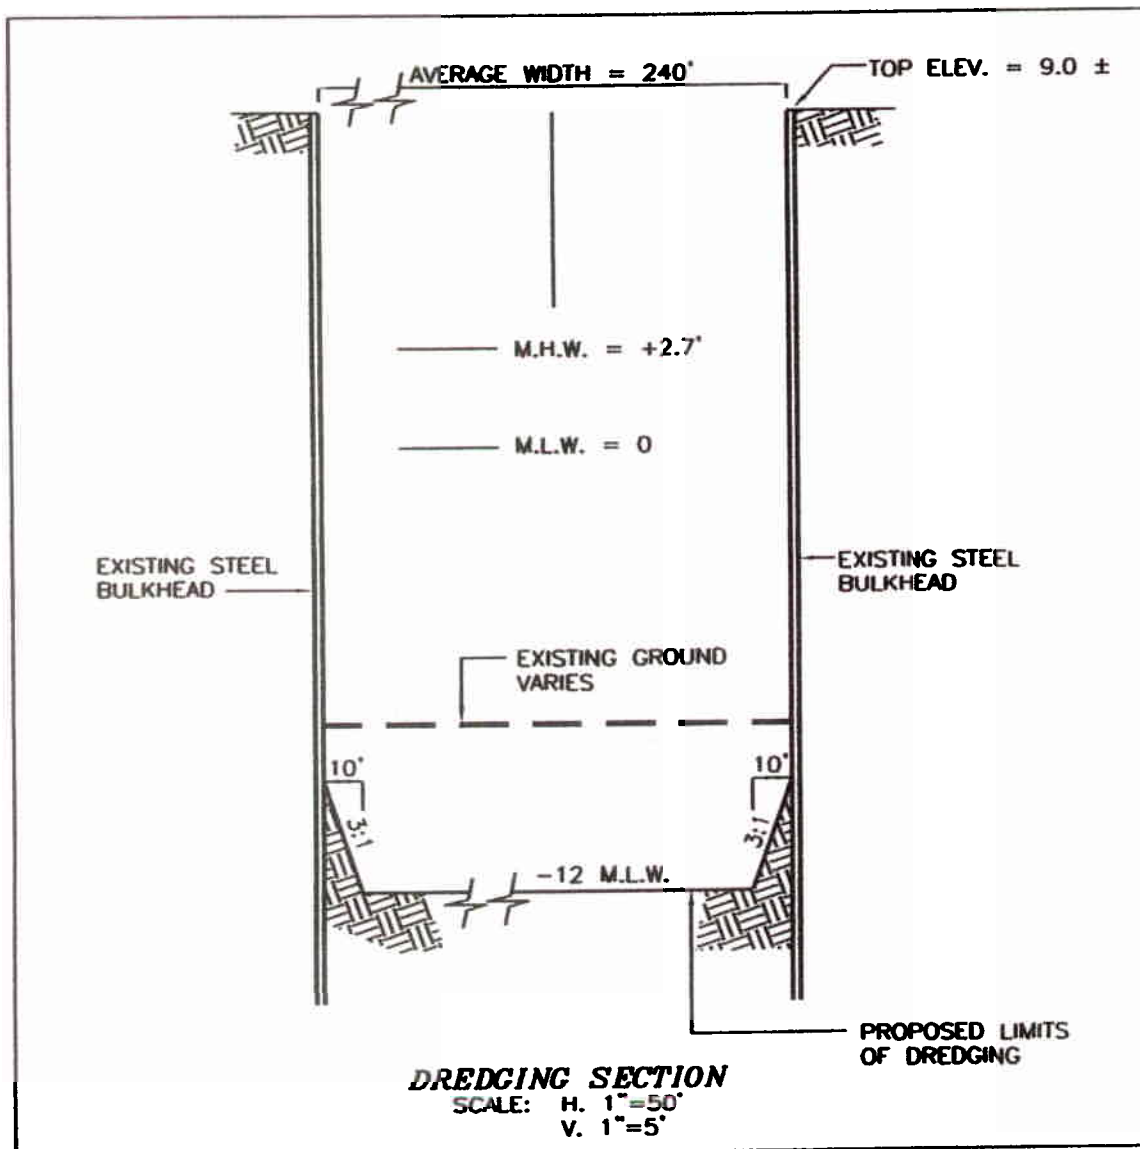 AVERAGE WIDTH = 240'
TOP ELEV. = 9.0 ±
M.H.W. = +2.7'
M.L.W. = 0
EXISTING STEEL
BULKHEAD
EXISTING STEEL
BULKHEAD
EXISTING GROUND
VARIES
10'
10'
3:1
3:1
-12 M.L.W.
PROPOSED LIMITS
OF DREDGING
DREDGING SECTION
SCALE: H. 1"=50'
V. 1"=5'